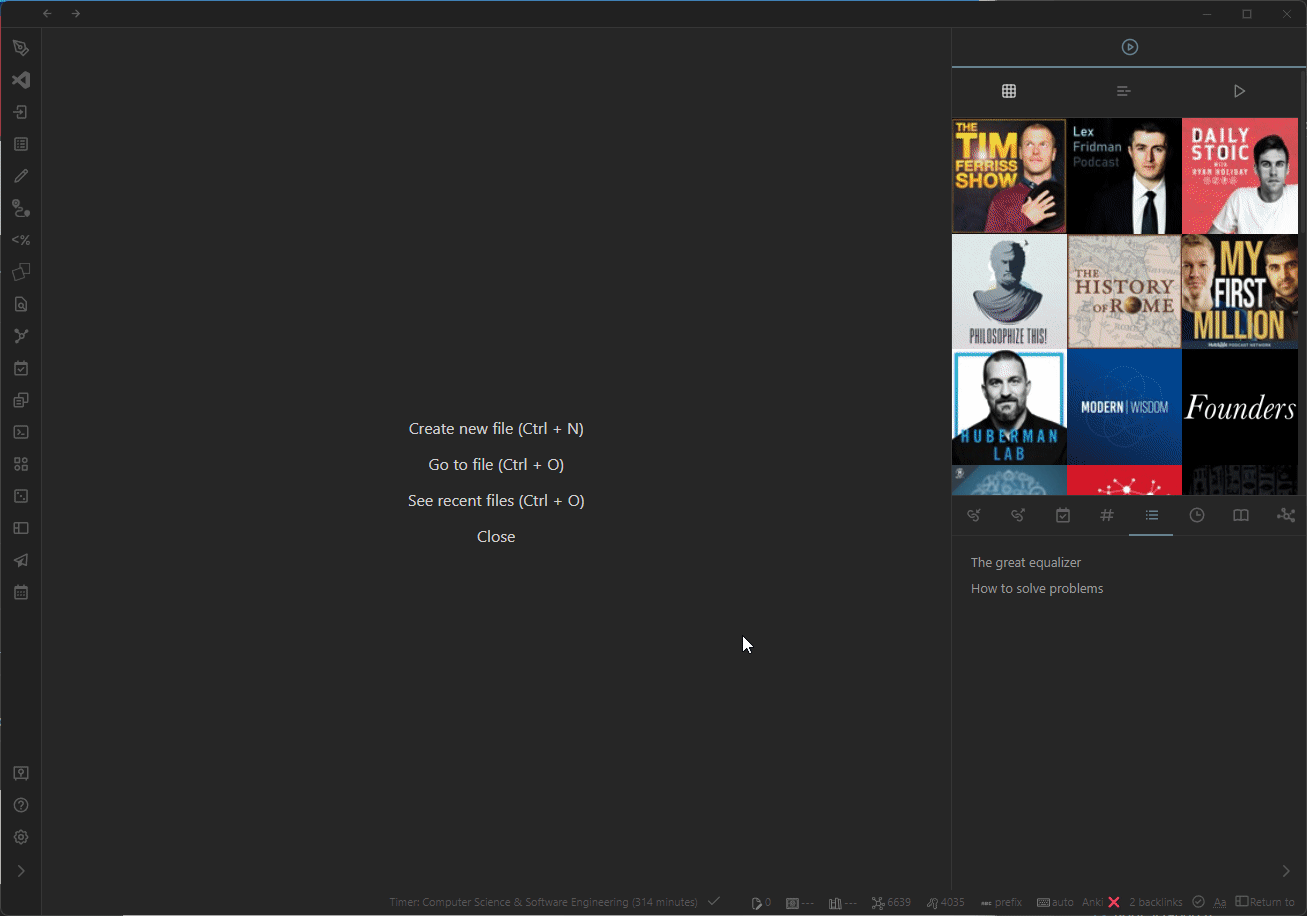 THE
TIM
FERRISS
SHOW
Lex
Fridman
Podcast
DAILY
STOIC
WITH
RYAN HOLIDAY
<%
PHILOSOPHIZE THIS!
THE
HISTORY
OF ROME
MY
FIRST
MILLION
HubSpot PODCAST NETWORK
HUBERMAN
LAB
MODERN | WISDOM
Founders
Create new file (Ctrl + N)
Go to file (Ctrl + O)
See recent files (Ctrl + O)
Close
The great equalizer
How to solve problems
Timer: Computer Science & Software Engineering (314 minutes) 0 --- --- 6639 4035 prefix auto Anki ❌ 2 backlinks Aa Return to